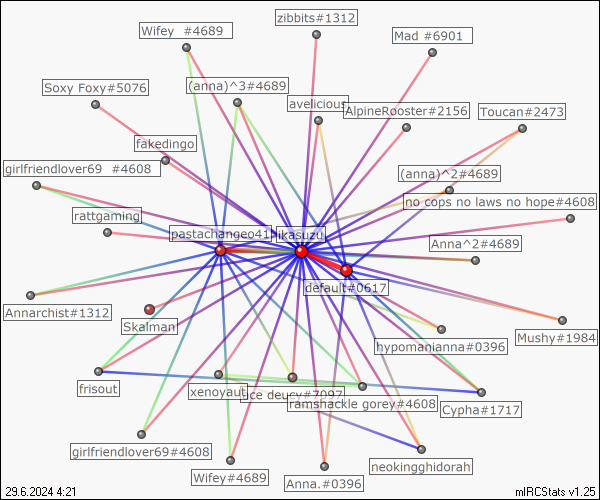 zibbits#1312
Wifey #4689
Mad #6901
Soxy Foxy#5076
(anna)^3#4689
avelicious
AlpineRooster#2156
Toucan#2473
fakedingo
girlfriendlover69 #4608
(anna)^2#4689
no cops no laws no hope#4608
rattgaming
pastachangeo41
ikasuzu
Anna^2#4689
default#0617
Annarchist#1312
Skalman
Mushy#1984
hypomanianna#0396
frisout
xenoyaut
uce deucy#7097
ramshackle gorey#4608
Cypha#1717
girlfriendlover69#4608
Wifey#4689
Anna.#0396
neokingghidorah
29.6.2024 4:21
mIRCStats v1.25